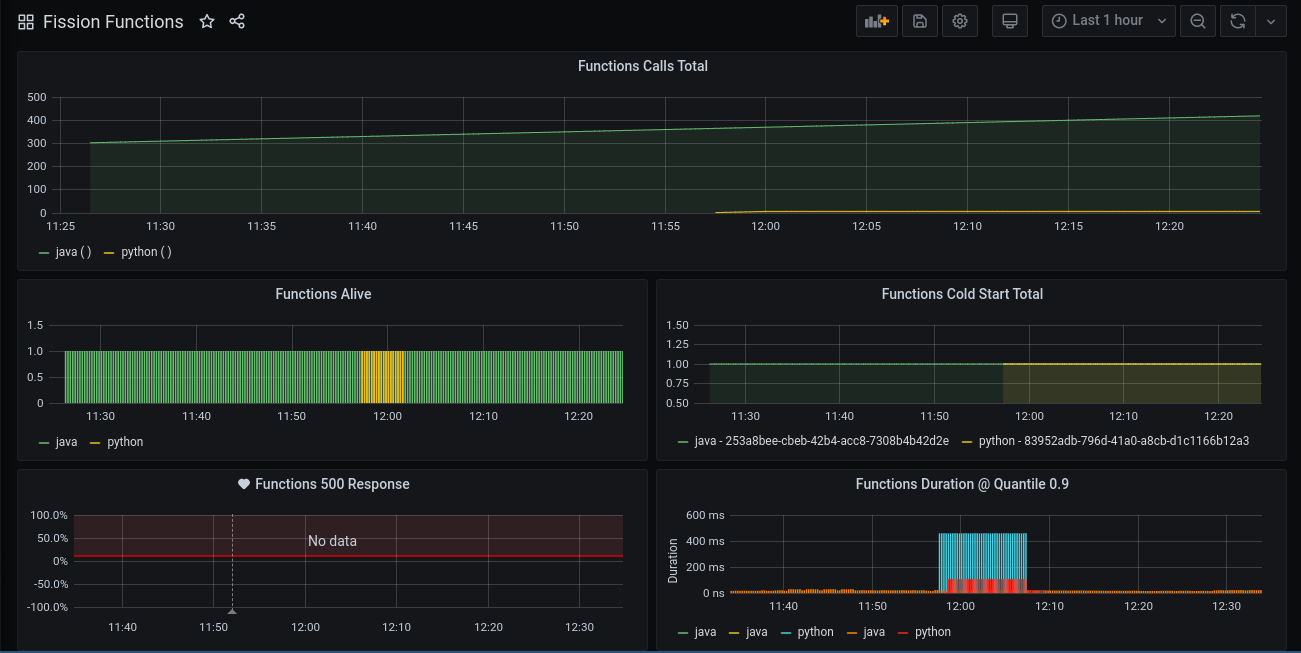 Fission Functions
Last 1 hour
Functions Calls Total
500
400
300
200
100
0
11:25 11:30 11:35 11:40 11:45 11:50 11:55 12:00 12:05 12:10 12:15 12:20
java ( ) python ( )
Functions Alive
1.5
1.0
0.5
0
11:30 11:40 11:50 12:00 12:10 12:20
java python
Functions Cold Start Total
1.50
1.25
1.00
0.75
0.50
11:30 11:40 11:50 12:00 12:10 12:20
java - 253a8bee-cbeb-42b4-acc8-7308b4b42d2e python - 83952adb-796d-41a0-a8cb-d1c1166b12a3
Functions 500 Response
100.0%
50.0%
0%
-50.0%
-100.0%
No data
11:40 11:50 12:00 12:10 12:20 12:30
Functions Duration @ Quantile 0.9
Duration
600 ms
400 ms
200 ms
0 ns
11:40 11:50 12:00 12:10 12:20 12:30
java java python java python